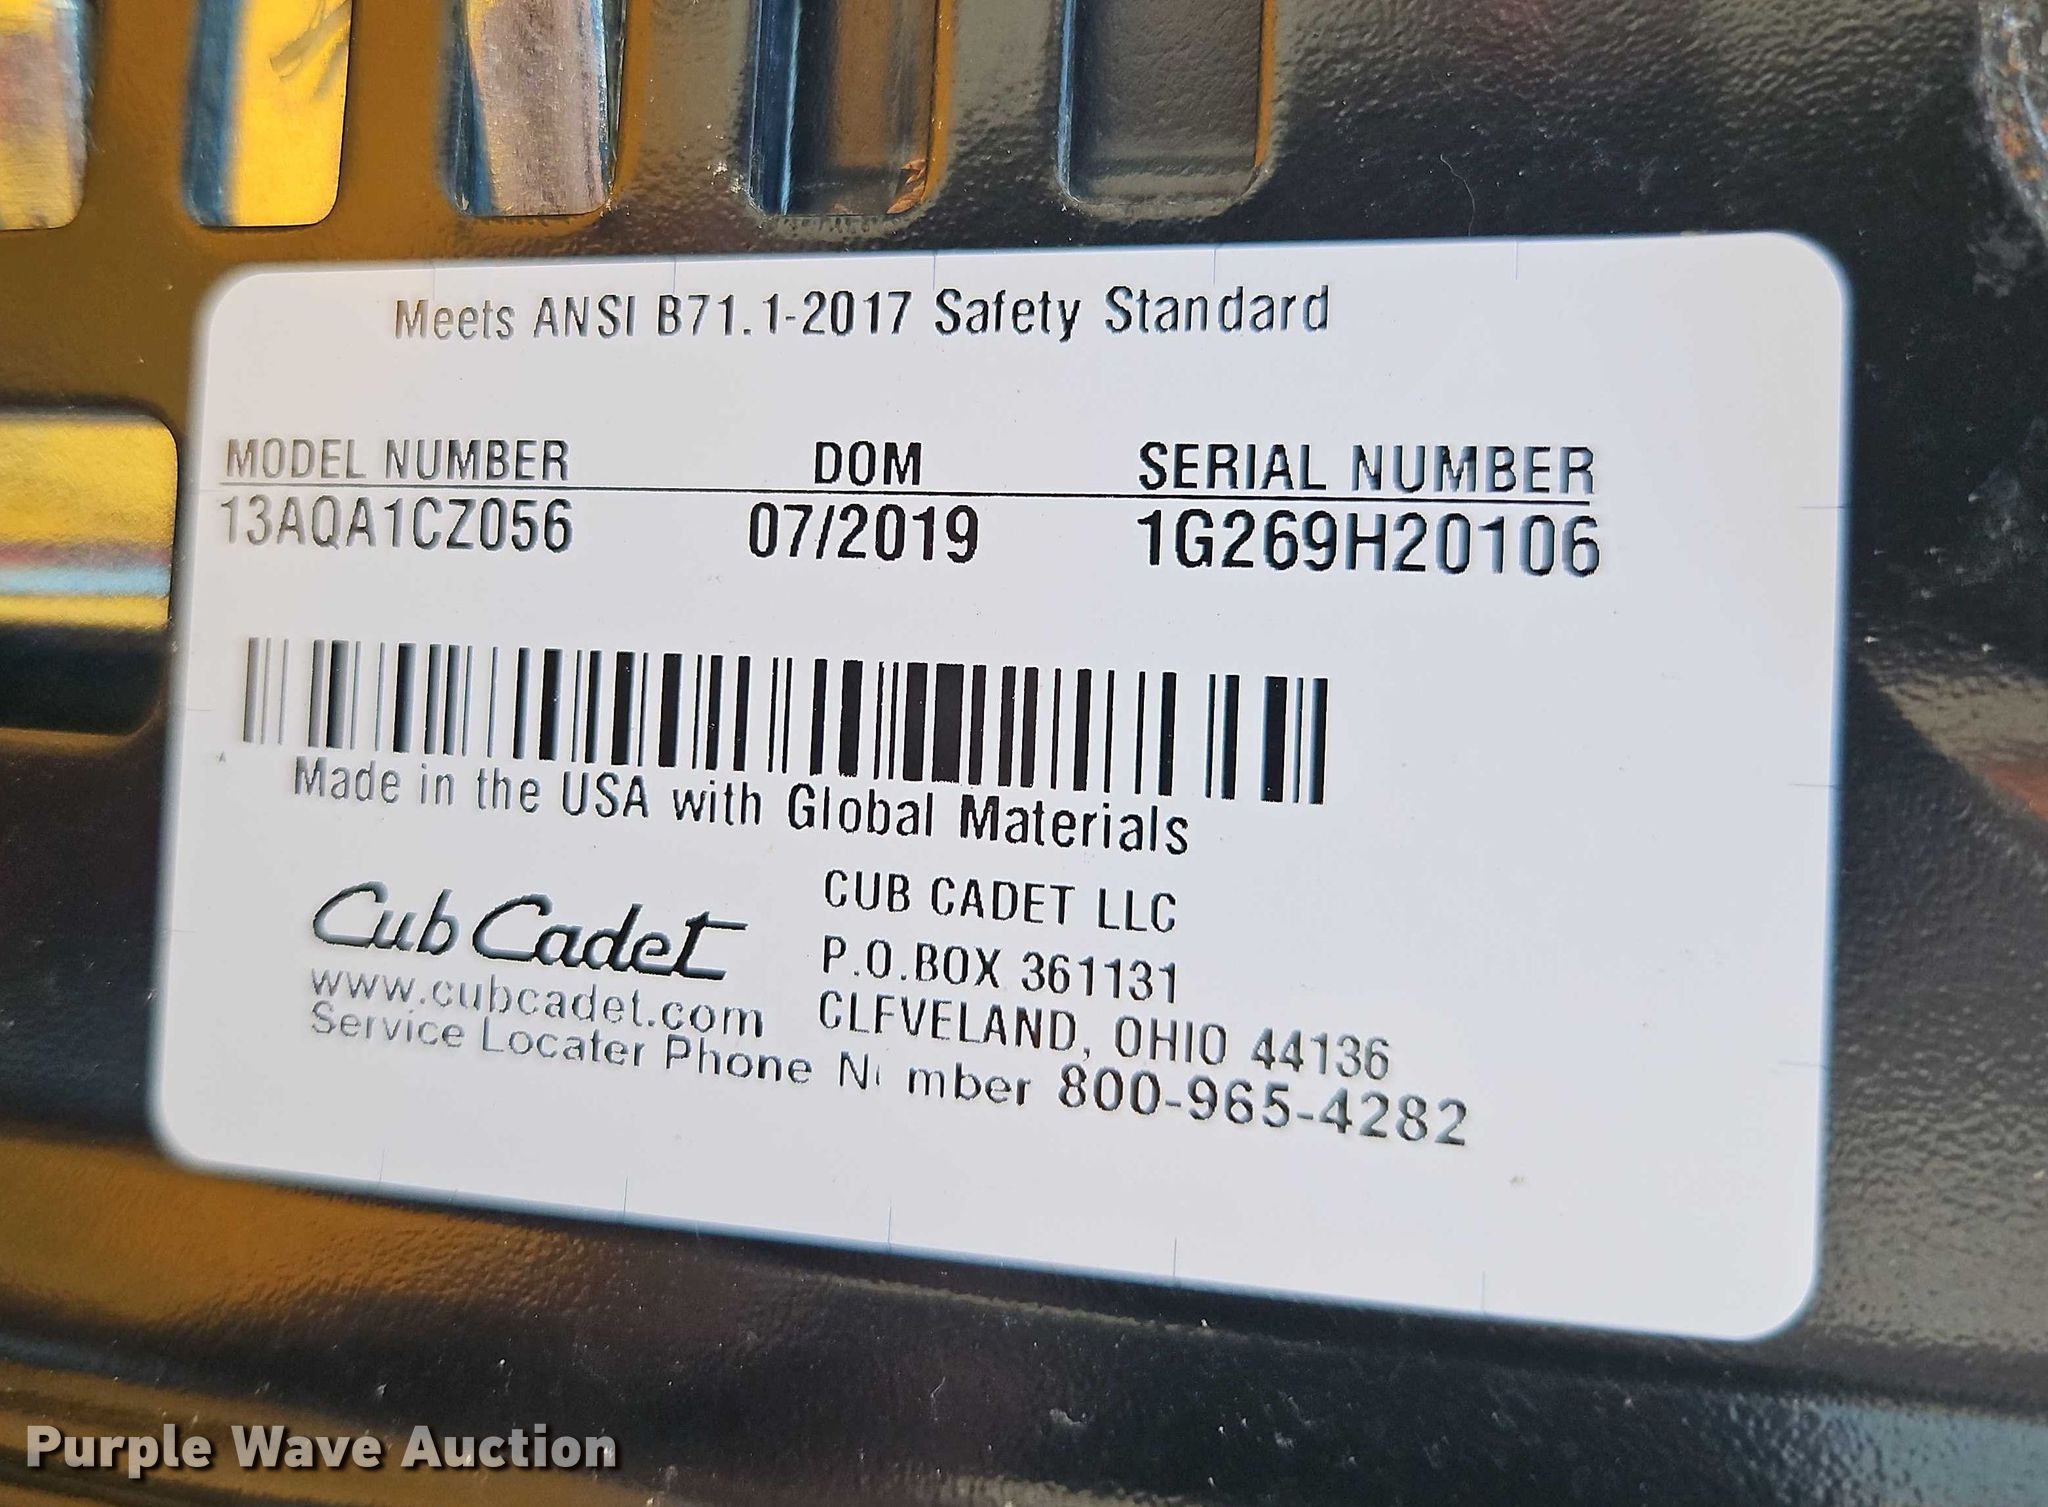 Meets ANSI B71.1-2017 Safety Standard
MODEL NUMBER DOM SERIAL NUMBER
13AQA1CZ056 07/2019 1G269H20106
Made in the USA with Global Materials
Cub Cadet
www.cubcadet.com
CUB CADET LLC
P.O.BOX 361131
CLEVELAND, OHIO 44136
Service Locater Phone Number 800-965-4282
Purple Wave Auction